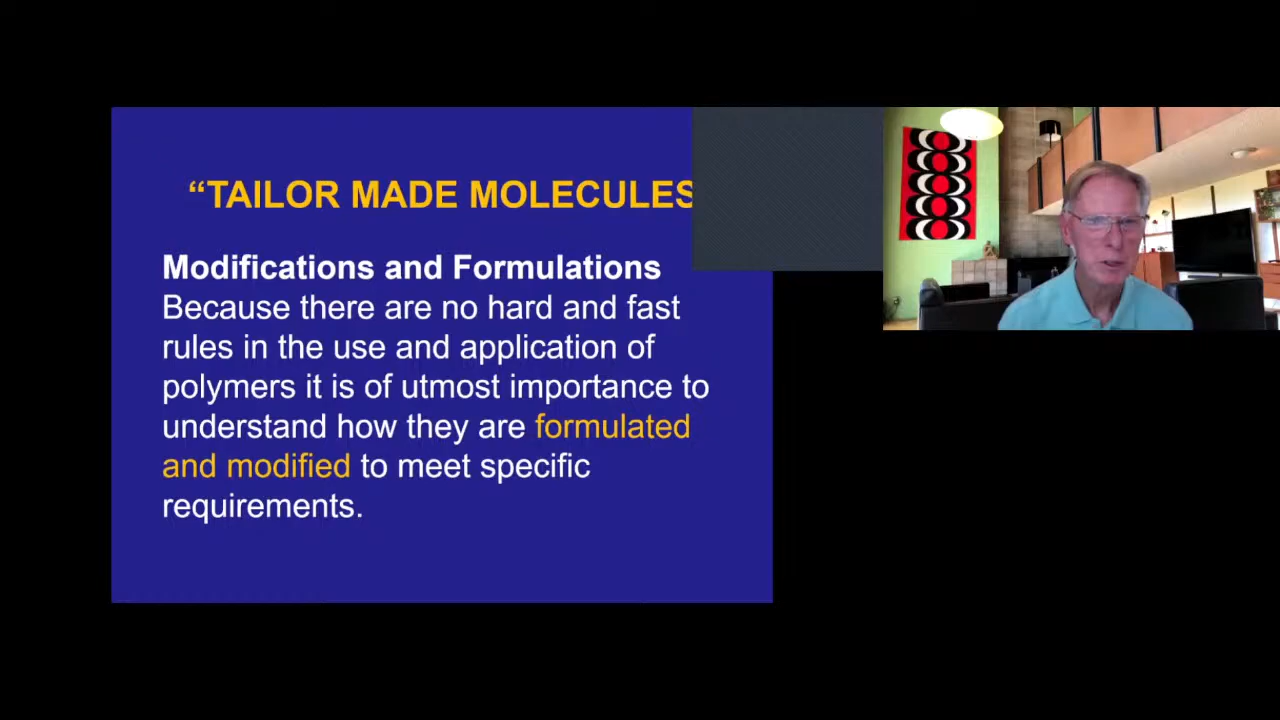 “TAILOR MADE MOLECULES
Modifications and Formulations
Because there are no hard and fast
rules in the use and application of
polymers it is of utmost importance to
understand how they are formulated
and modified to meet specific
requirements.